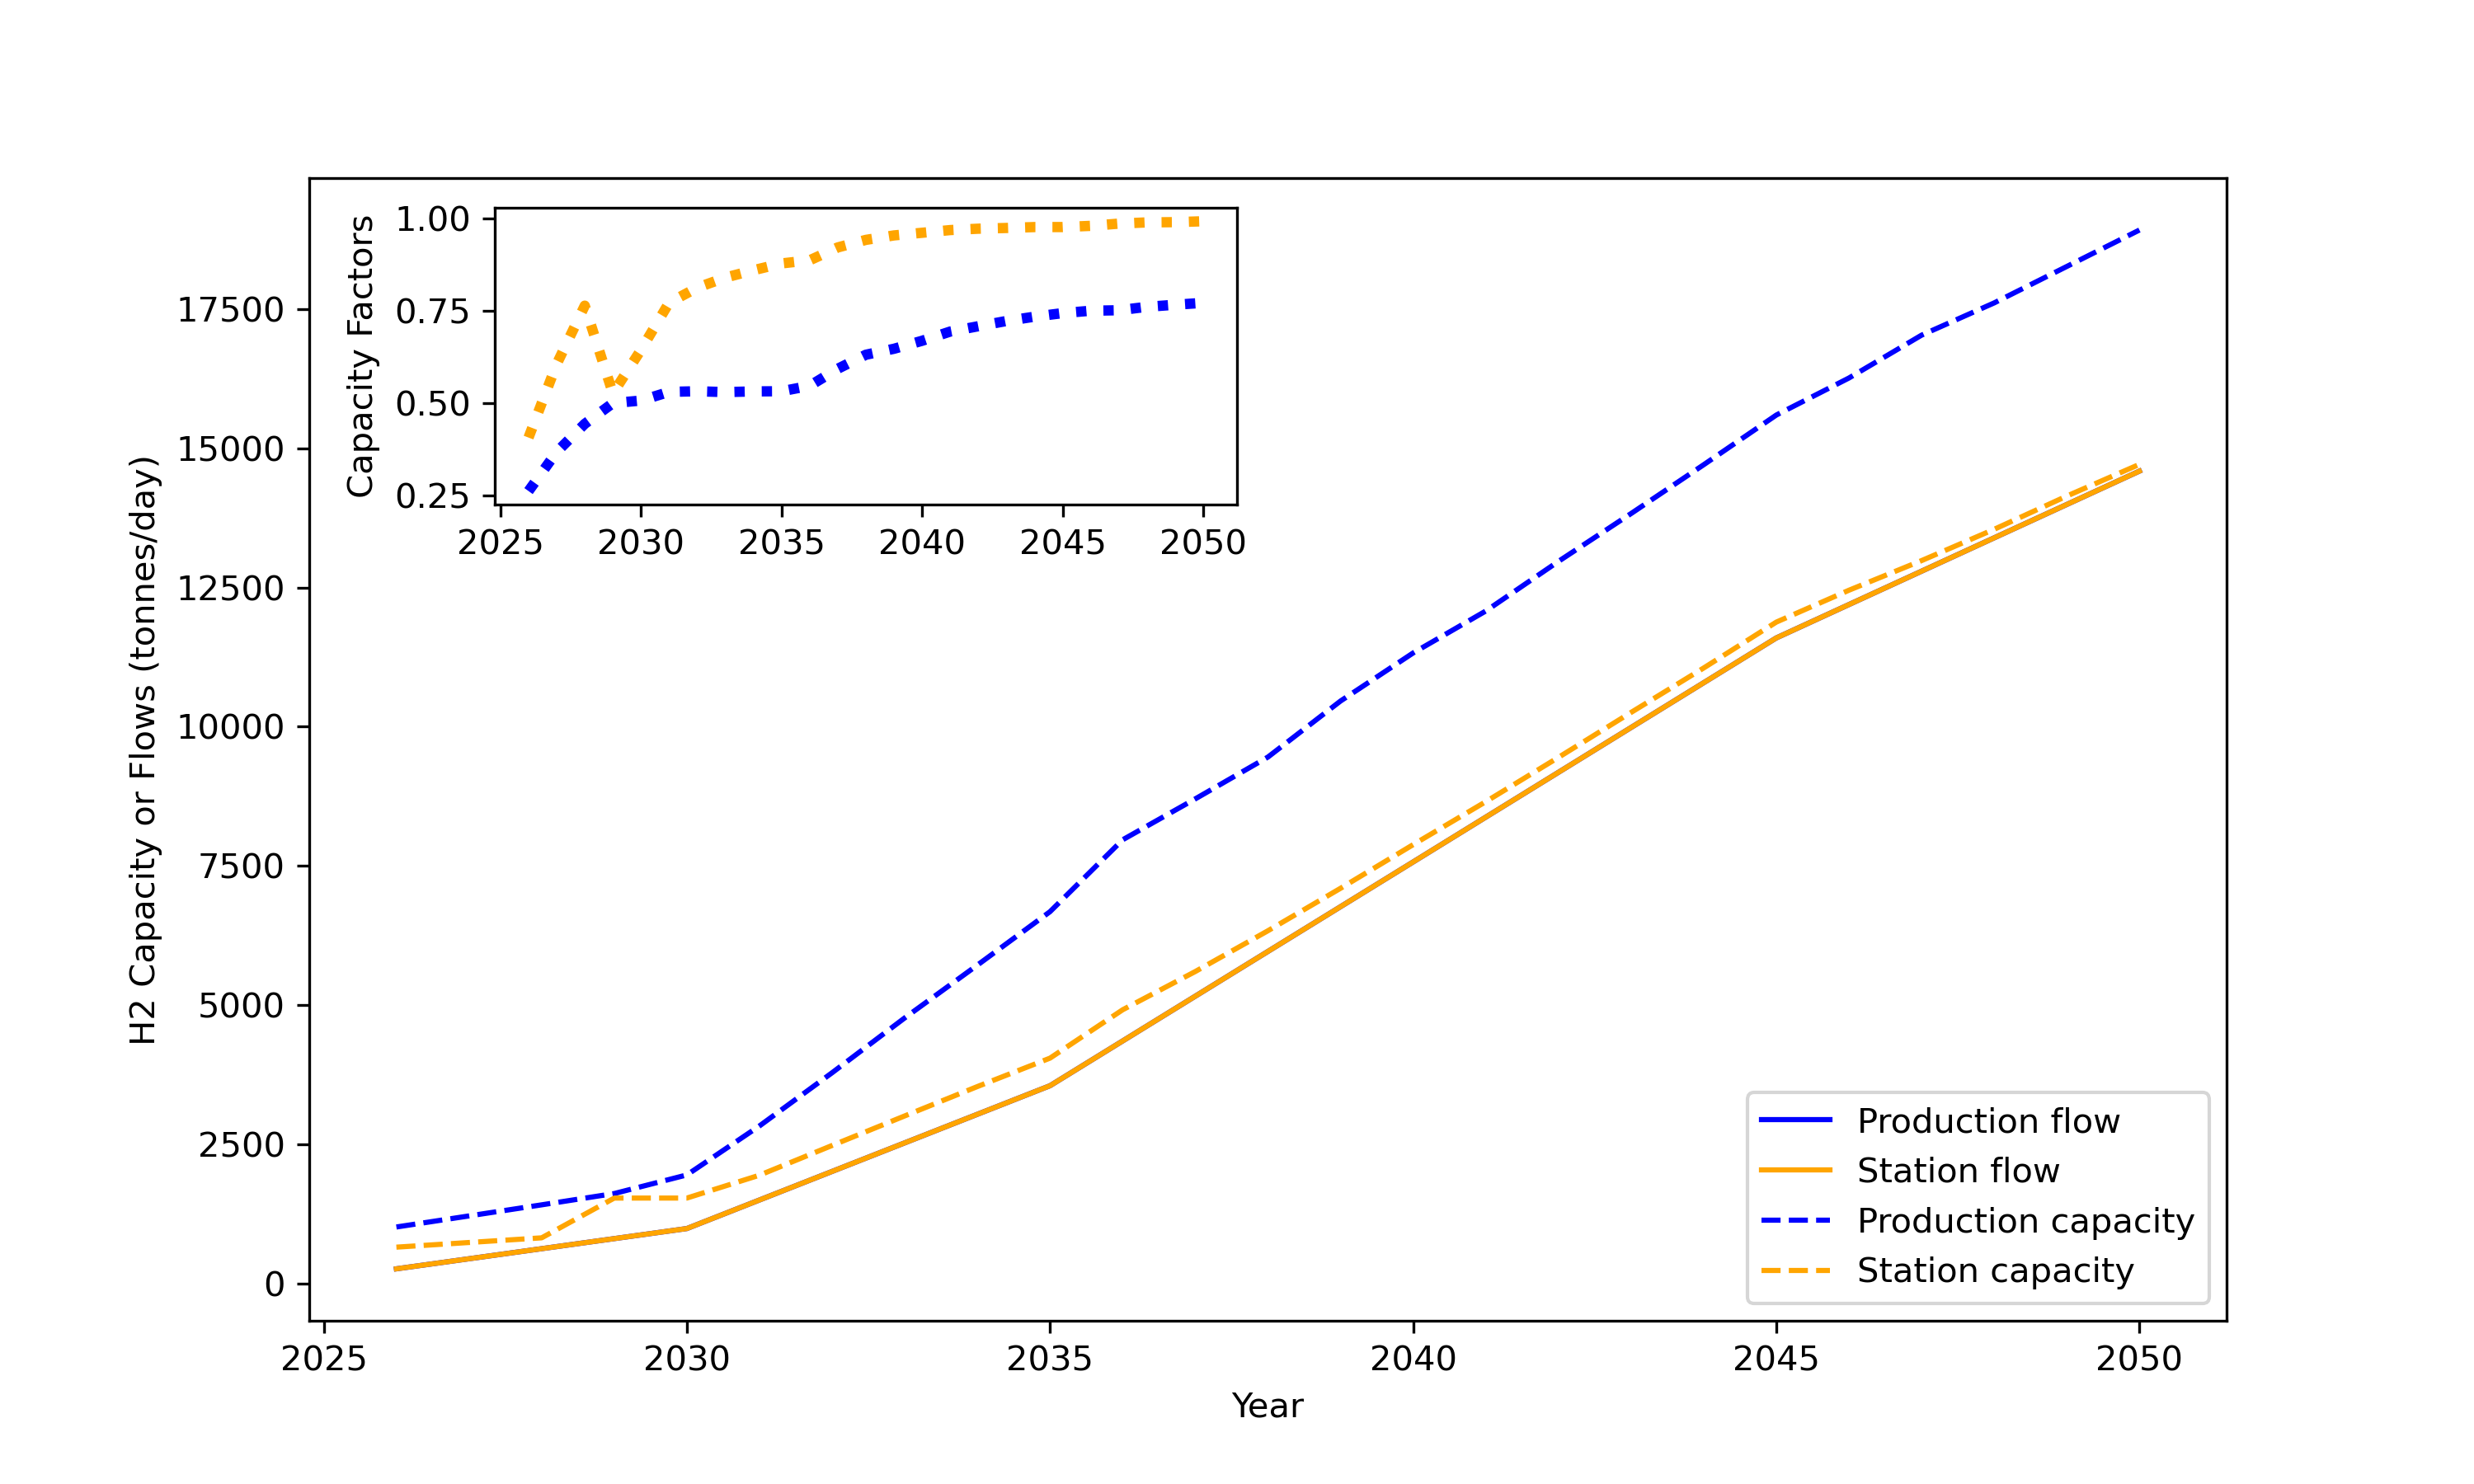 Capacity Factors
1.00
0.75
0.50
0.25
2025 2030 2035 2040 2045 2050
H2 Capacity or Flows (tonnes/day)
17500
15000
12500
10000
7500
5000
2500
0
Production flow
Station flow
Production capacity
Station capacity
2025 2030 2035 2040 2045 2050
Year